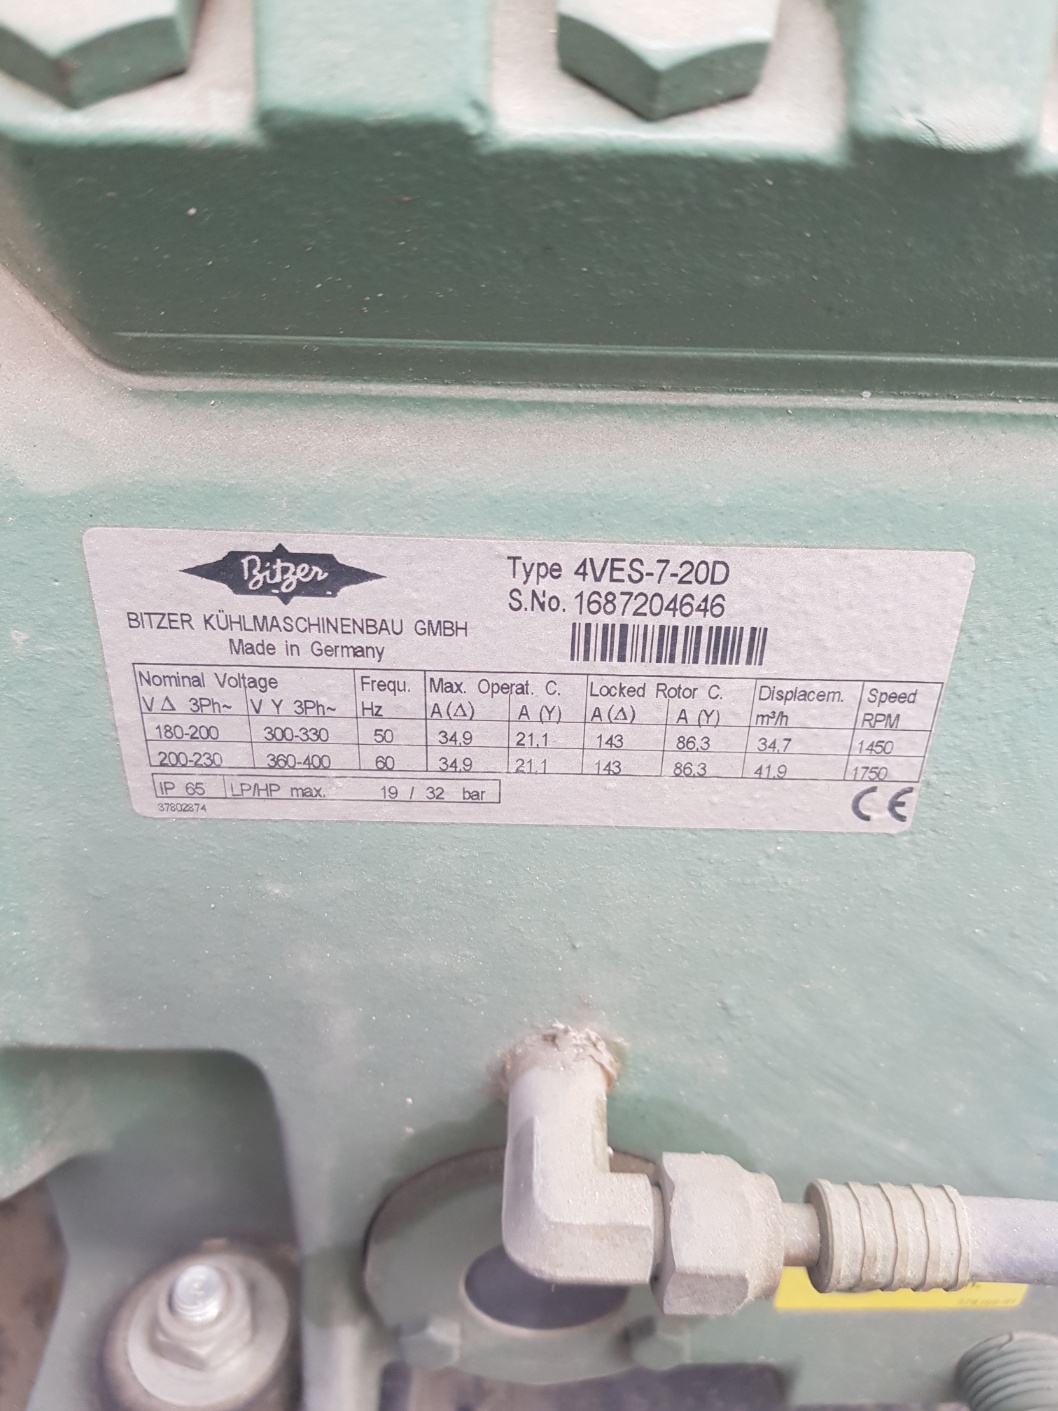 Bitzer
BITZER KÜHLMASCHINENBAU GMBH
Made in Germany
Type 4VES-7-20D
S.No. 1687204646
Nominal Voltage Frequ. Max. Operat. C. Locked Rotor C. Displacem. Speed
V Δ 3Ph~ V Y 3Ph~ Hz A (Δ) A (Y) A (Δ) A (Y) m³/h RPM
180-200 300-330 50 34,9 21,1 143 86,3 34,7 1450
200-230 360-400 60 34,9 21,1 143 86,3 41,9 1750
IP 65 LP/HP max. 19 / 32 bar
37802874
CE